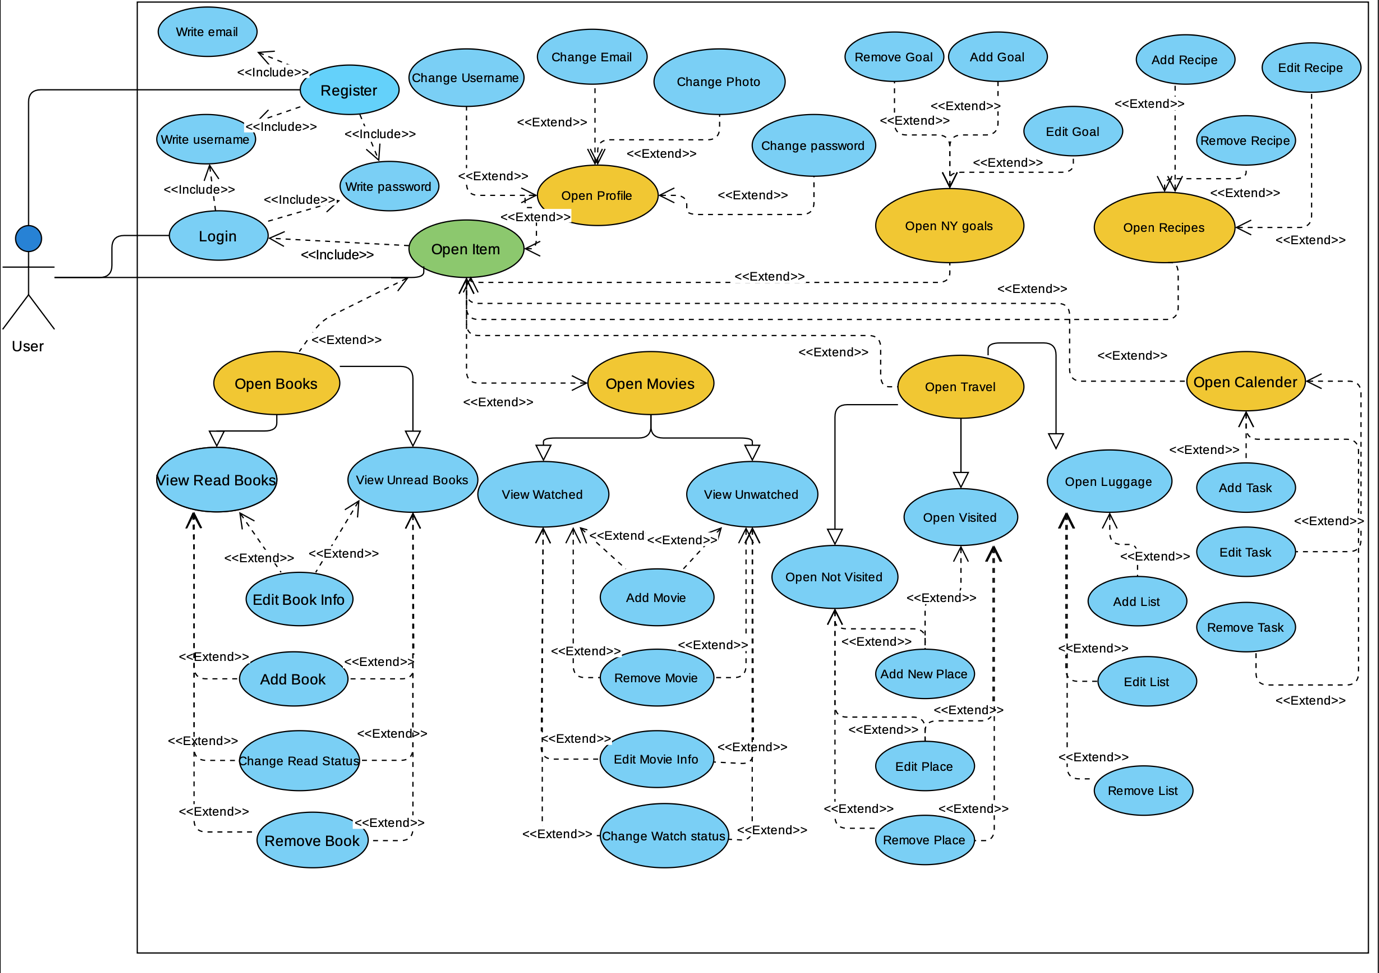 Write email
<<Include>>
Register
Change Username
Change Email
Change Photo
Remove Goal
Add Goal
Add Recipe
Edit Recipe
<<Extend>>
<<Extend>>
<<Extend>>
<<Extend>>
Write username
<<Include>>
<<Include>>
Change password
Edit Goal
Remove Recipe
<<Extend>>
<<Extend>>
<<Include>>
Write password
<<Extend>>
<<Extend>>
<<Extend>>
<<Include>>
Open Profile
<<Extend>>
Login
Open Item
Open NY goals
Open Recipes
<<Extend>>
<<Include>>
<<Extend>>
<<Extend>>
User
<<Extend>>
<<Extend>>
<<Extend>>
Open Books
Open Movies
Open Travel
Open Calender
<<Extend>>
<<Extend>>
View Read Books
View Unread Books
View Watched
View Unwatched
Open Luggage
Add Task
Open Visited
<<Extend>>
<<Extend>>
<<Extend>>
<<Extend
<<Extend>>
<<Extend>>
Edit Task
Open Not Visited
Edit Book Info
Add Movie
<<Extend>>
Add List
Remove Task
<<Extend>>
<<Extend>>
<<Extend>>
<<Extend>>
<<Extend>>
<<Extend>>
Add Book
Remove Movie
Add New Place
Edit List
<<Extend>>
<<Extend>>
<<Extend>>
<<Extend>>
<<Extend>>
<<Extend>>
<<Extend>>
<<Extend>>
Change Read Status
Edit Movie Info
Edit Place
Remove List
<<Extend>>
<<Extend>>
<<Extend>>
<<Extend>>
<<Extend>>
<<Extend>>
Remove Book
Change Watch status
Remove Place